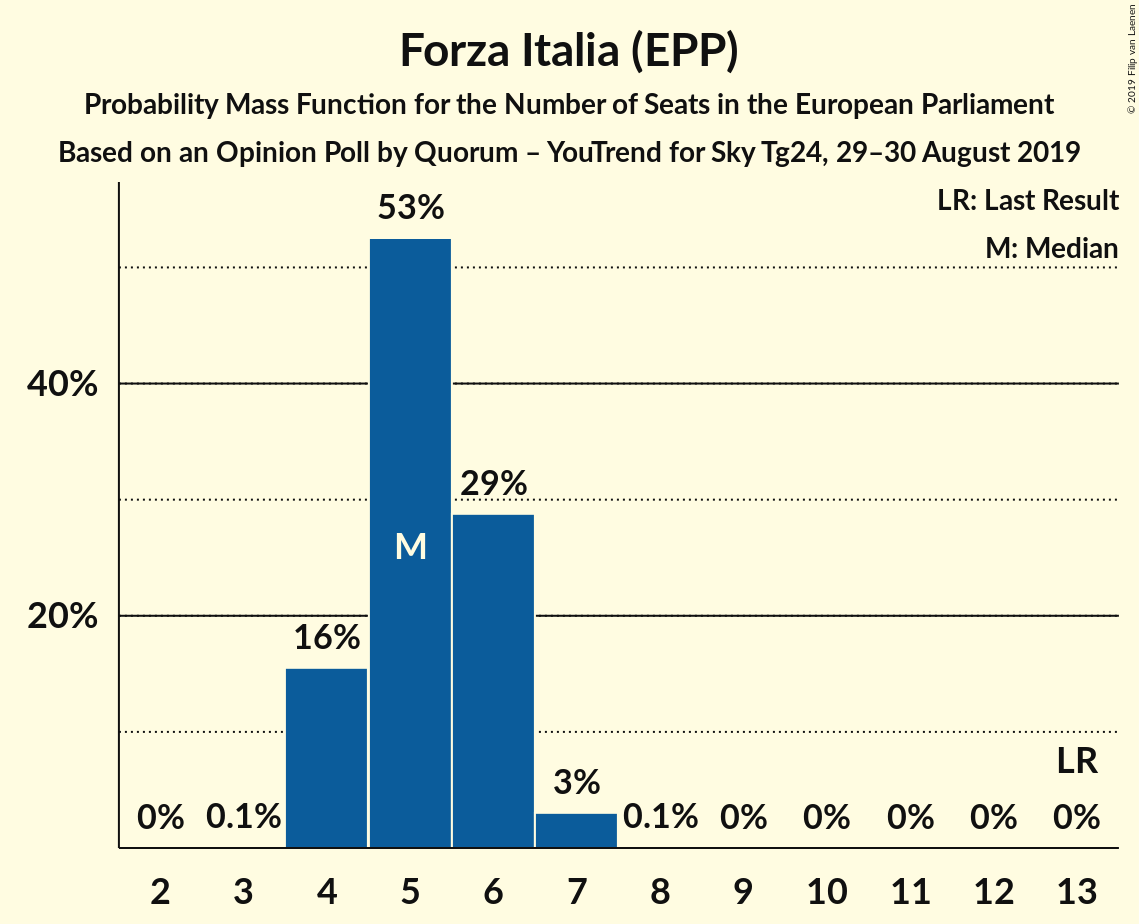 Forza Italia (EPP)
Probability Mass Function for the Number of Seats in the European Parliament
Based on an Opinion Poll by Quorum – YouTrend for Sky Tg24, 29–30 August 2019
© 2019 Filip van Laenen
LR: Last Result
M: Median
53%
40%
29%
M
20%
16%
LR
3%
0% 0.1% 0.1% 0% 0% 0% 0% 0%
2 3 4 5 6 7 8 9 10 11 12 13